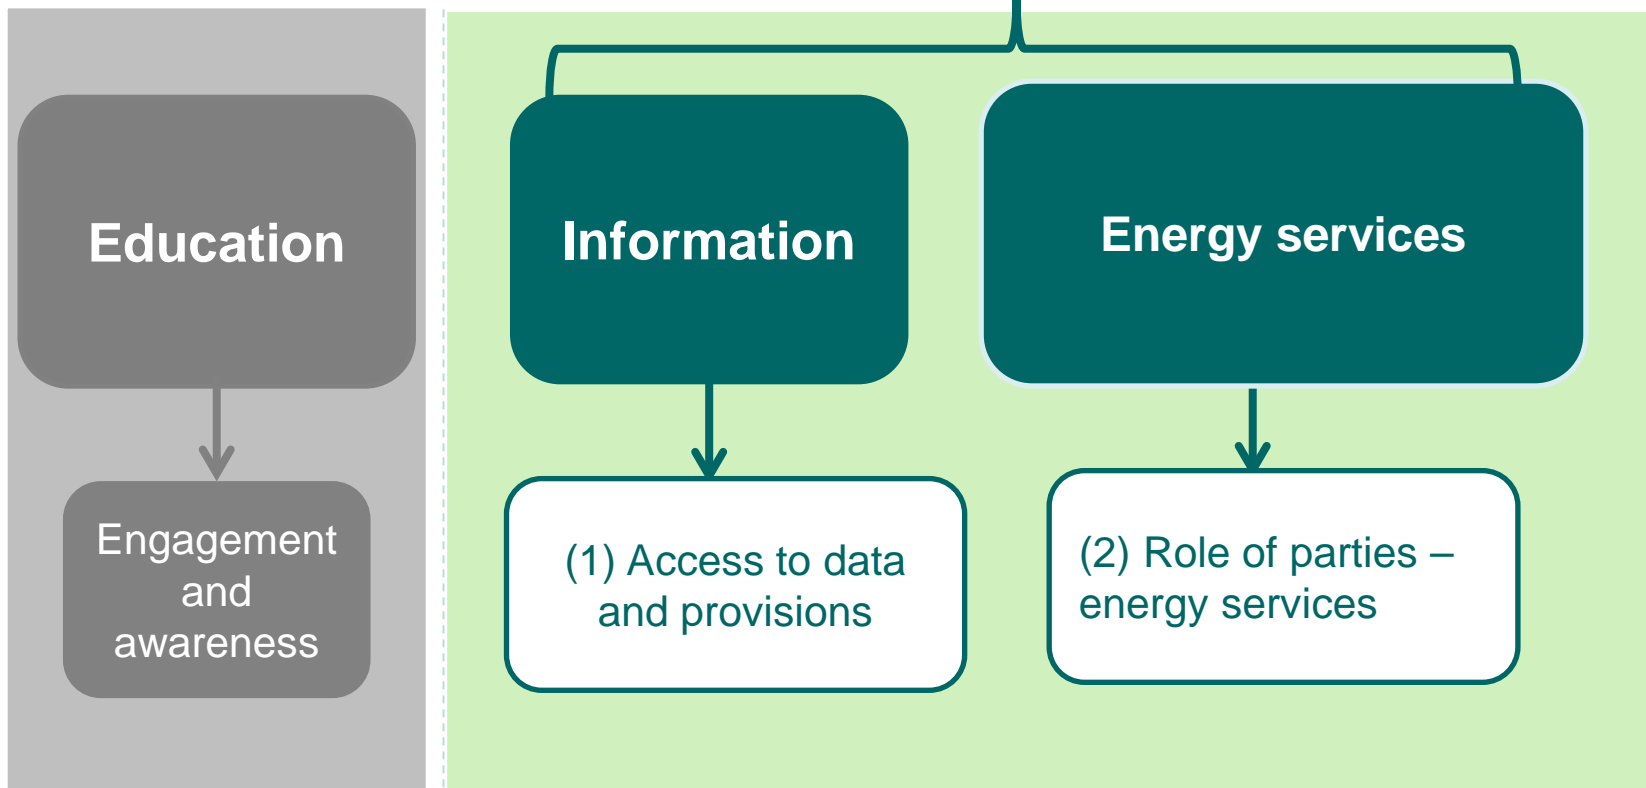 Education
Information
Energy services
Engagement
and
awareness
(1) Access to data
and provisions
(2) Role of parties –
energy services